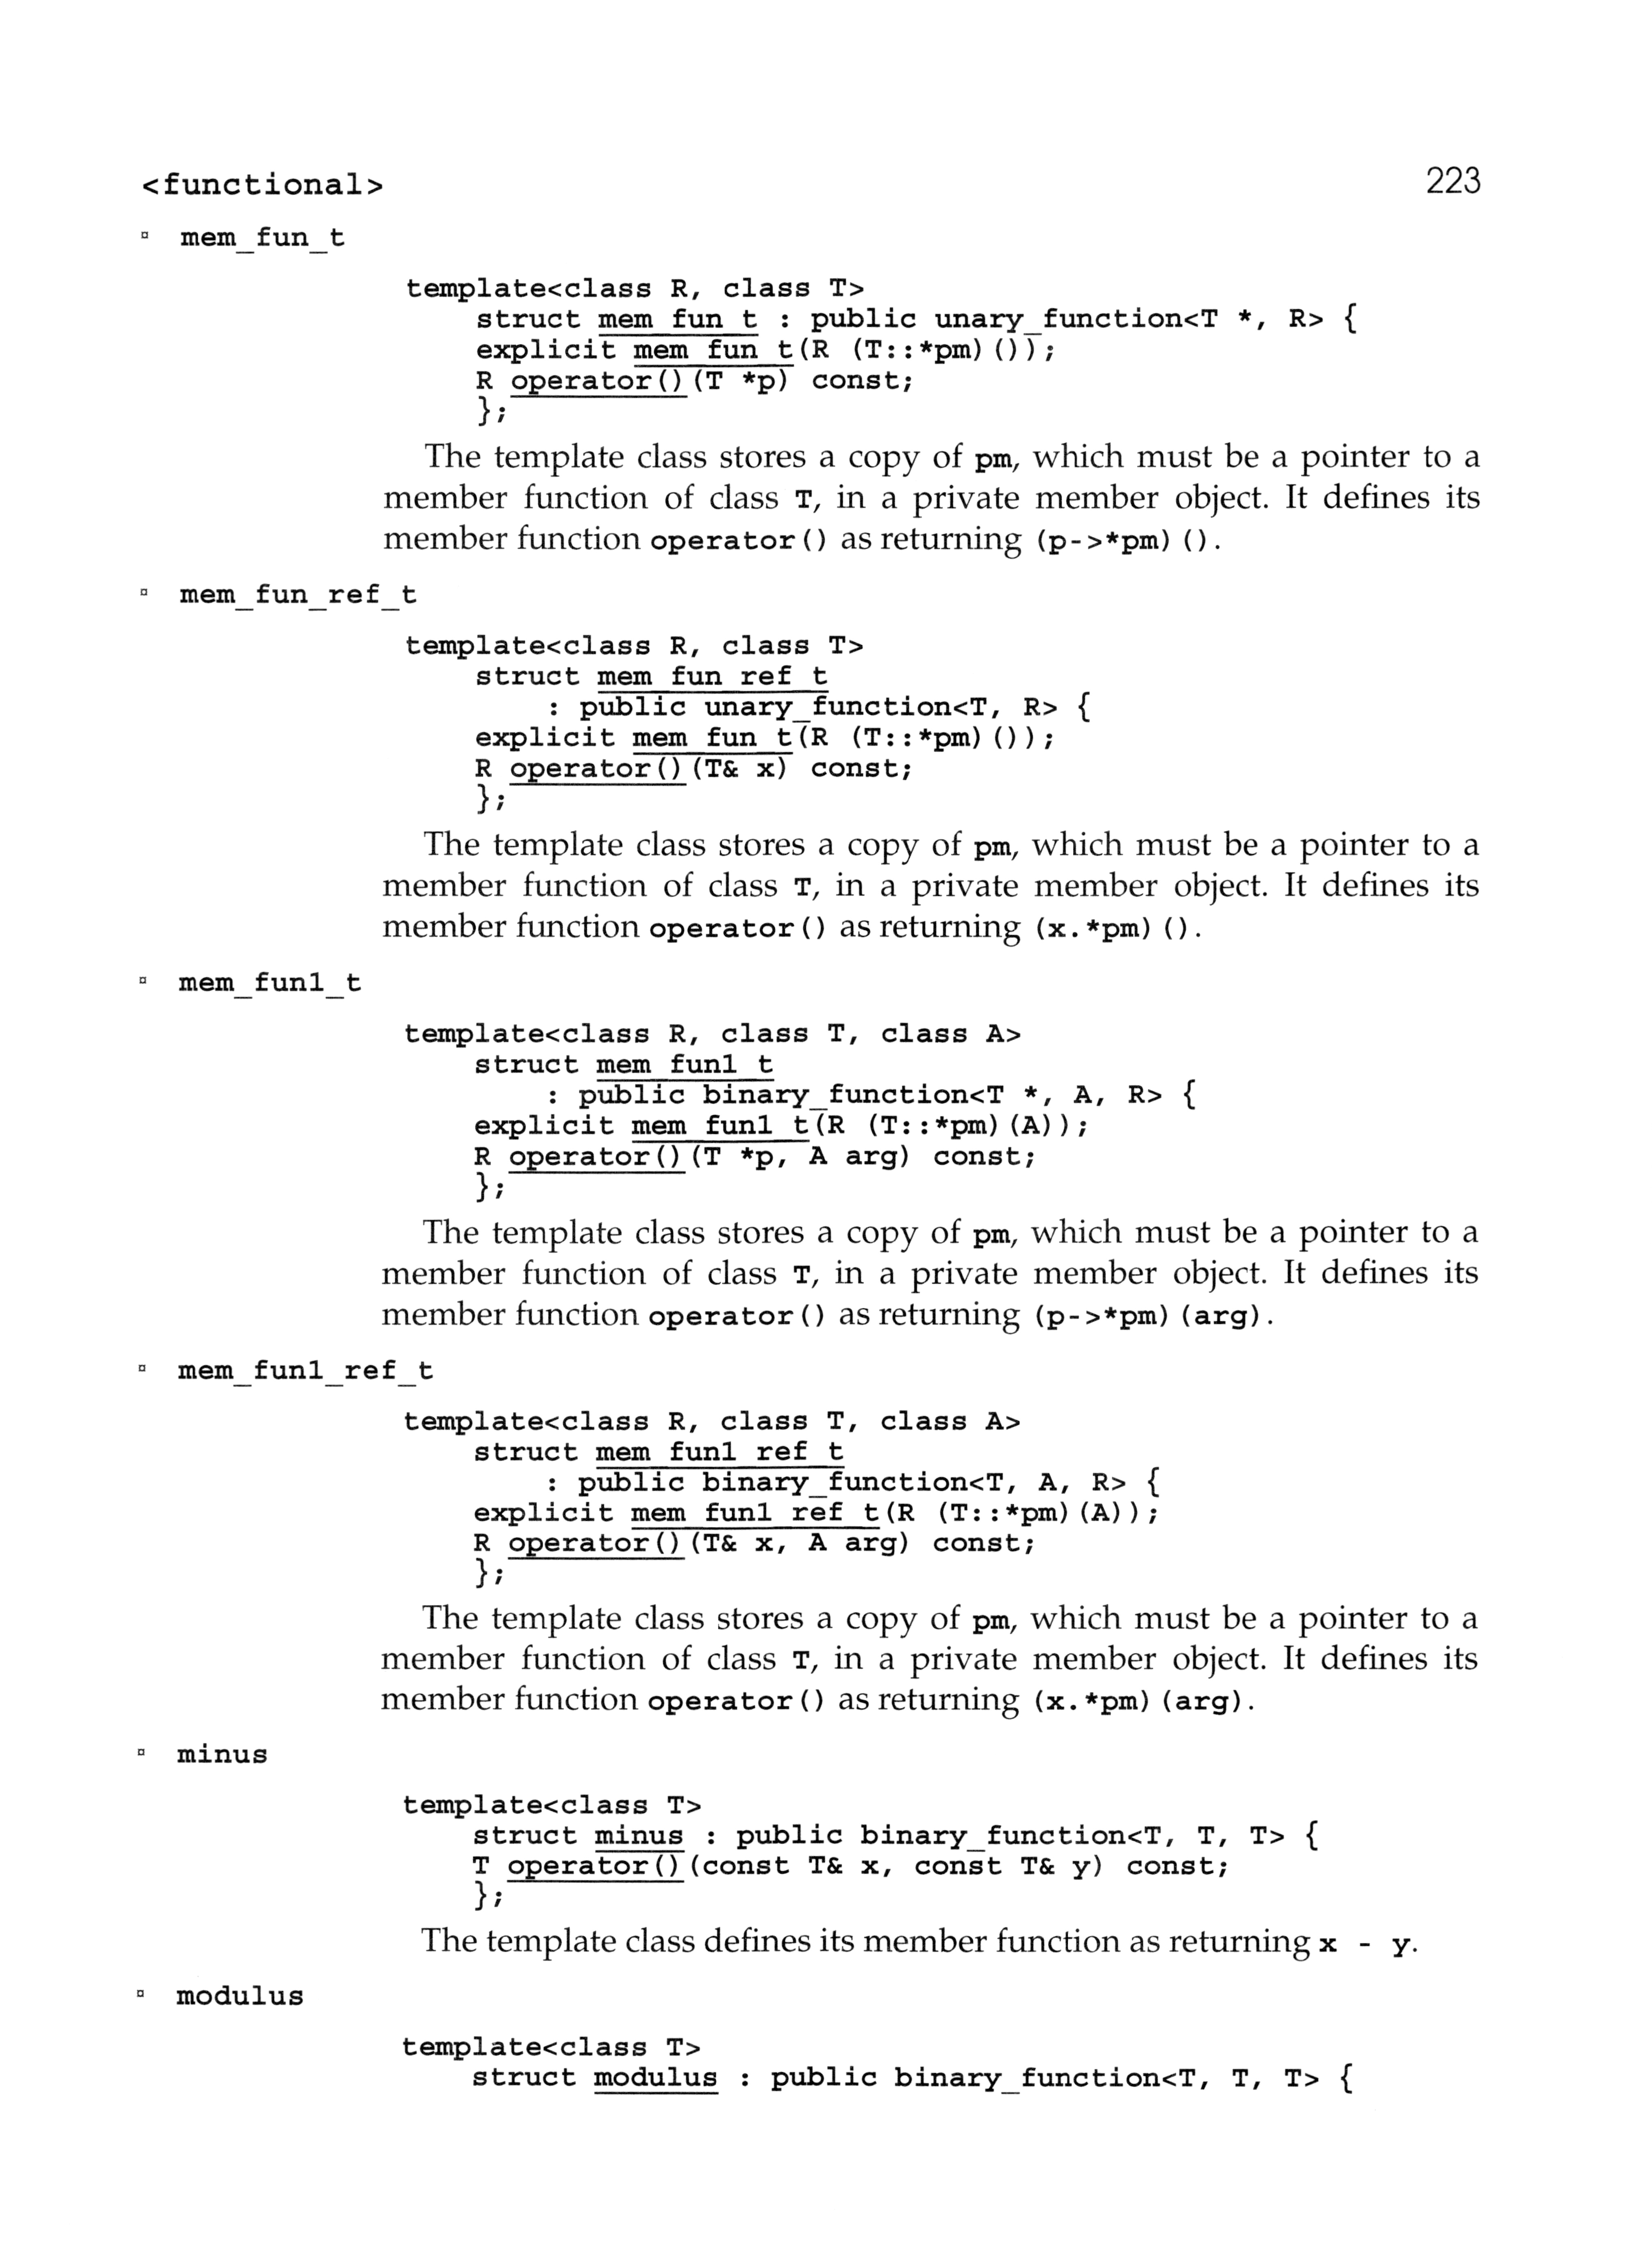 <functional> 223
▫ mem_fun_t
template<class R, class T>
struct mem_fun_t : public unary_function<T *, R> {
explicit mem_fun_t(R (T::*pm)());
R operator()(T *p) const;
};
The template class stores a copy of pm, which must be a pointer to a
member function of class T, in a private member object. It defines its
member function operator() as returning (p->*pm)().
▫ mem_fun_ref_t
template<class R, class T>
struct mem_fun_ref_t
: public unary_function<T, R> {
explicit mem_fun_t(R (T::*pm)());
R operator()(T& x) const;
};
The template class stores a copy of pm, which must be a pointer to a
member function of class T, in a private member object. It defines its
member function operator() as returning (x.*pm)().
▫ mem_fun1_t
template<class R, class T, class A>
struct mem_fun1_t
: public binary_function<T *, A, R> {
explicit mem_fun1_t(R (T::*pm)(A));
R operator()(T *p, A arg) const;
};
The template class stores a copy of pm, which must be a pointer to a
member function of class T, in a private member object. It defines its
member function operator() as returning (p->*pm)(arg).
▫ mem_fun1_ref_t
template<class R, class T, class A>
struct mem_fun1_ref_t
: public binary_function<T, A, R> {
explicit mem_fun1_ref_t(R (T::*pm)(A));
R operator()(T& x, A arg) const;
};
The template class stores a copy of pm, which must be a pointer to a
member function of class T, in a private member object. It defines its
member function operator() as returning (x.*pm)(arg).
▫ minus
template<class T>
struct minus : public binary_function<T, T, T> {
T operator()(const T& x, const T& y) const;
};
The template class defines its member function as returning x - y.
▫ modulus
template<class T>
struct modulus : public binary_function<T, T, T> {